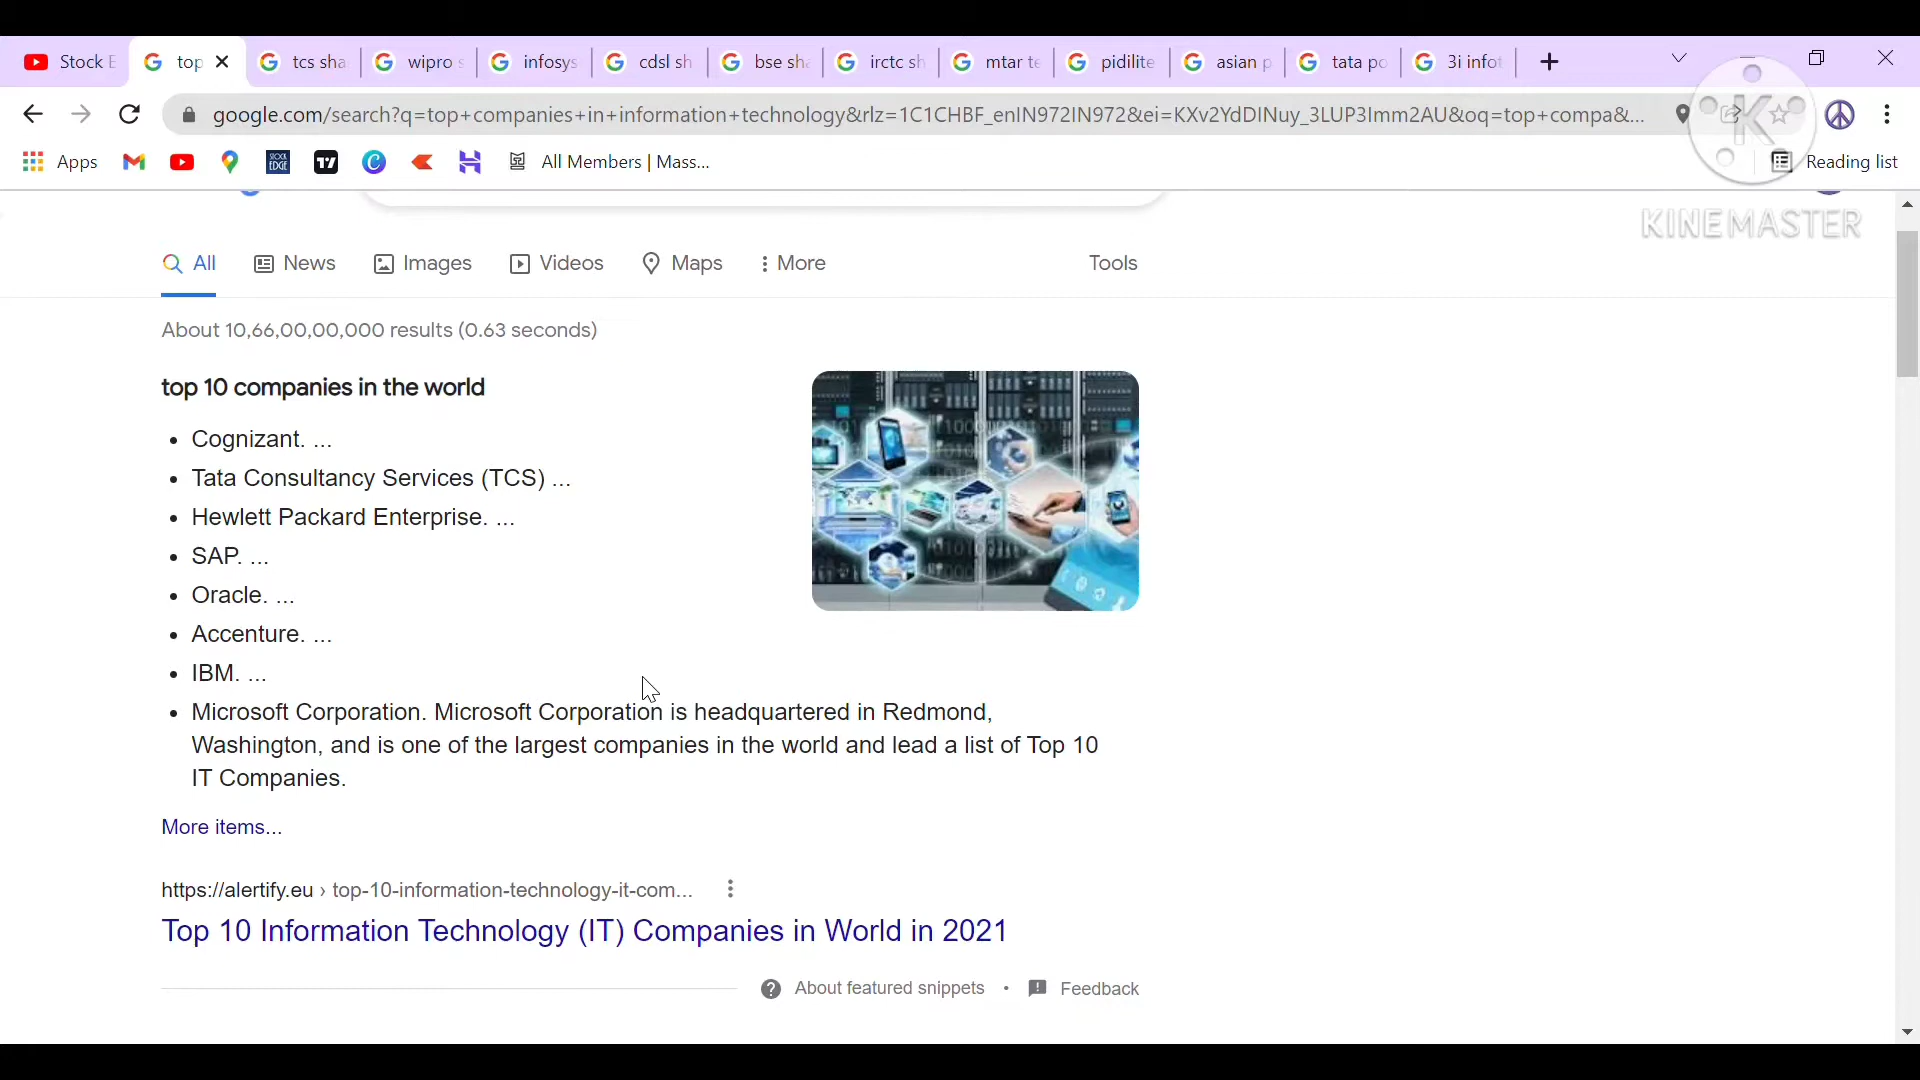 Stock E
top
tcs sha
wipro s
infosys
cdsl sh
bse sha
irctc sh
mtar te
pidilite
asian p
tata po
3i infot
google.com/search?q=top+companies+in+information+technology&rlz=1C1CHBF_enIN972IN972&ei=KXv2YdDINuy_3LUP3Imm2AU&oq=top+compa&...
Apps
STOCK EDGE
All Members | Mass...
Reading list
K
KINEMASTER
All
News
Images
Videos
Maps
More
Tools
About 10,66,00,00,000 results (0.63 seconds)
top 10 companies in the world
• Cognizant. ...
• Tata Consultancy Services (TCS) ...
• Hewlett Packard Enterprise. ...
• SAP. ...
• Oracle. ...
• Accenture. ...
• IBM. ...
• Microsoft Corporation. Microsoft Corporation is headquartered in Redmond,
Washington, and is one of the largest companies in the world and lead a list of Top 10
IT Companies.
More items...
https://alertify.eu › top-10-information-technology-it-com...
Top 10 Information Technology (IT) Companies in World in 2021
About featured snippets • Feedback